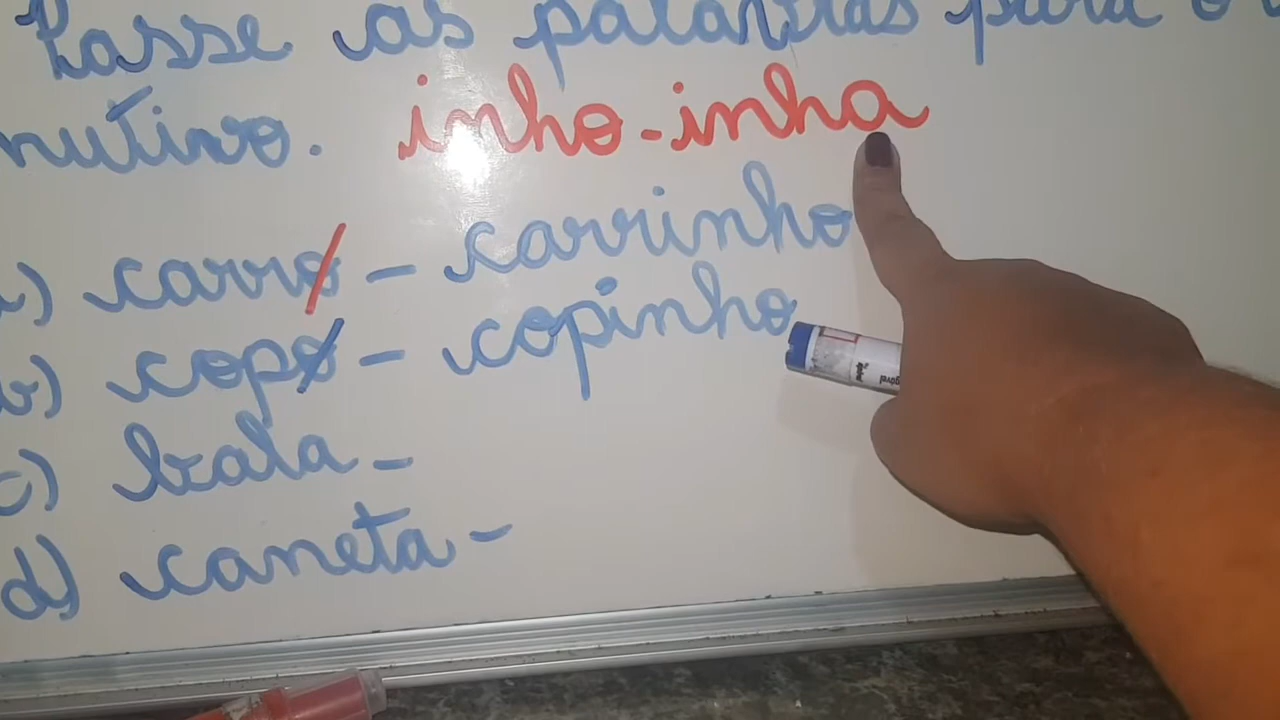 Passe as palavras para o
nutivo. inho - inha
a) carro - carrinho
b) copo - copinho
c) bala -
d) caneta -